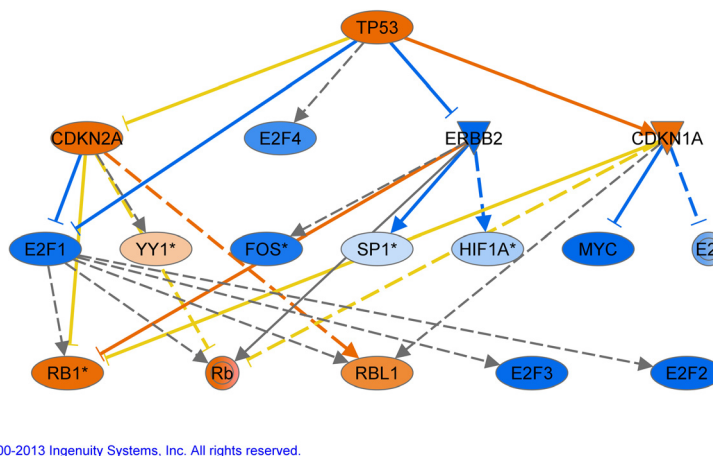 TP53
CDKN2A
E2F4
ERBB2
CDKN1A
E2F1
YY1*
FOS*
SP1*
HIF1A*
MYC
E2
RB1*
Rb
RBL1
E2F3
E2F2
00-2013 Ingenuity Systems, Inc. All rights reserved.